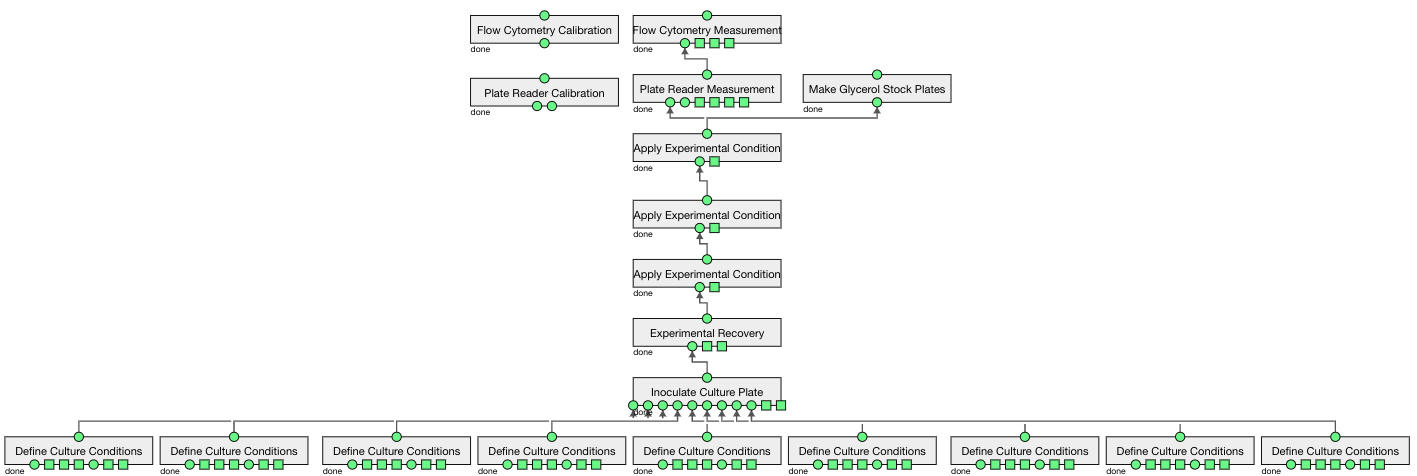 Flow Cytometry Calibration
done
Flow Cytometry Measurement
done
Plate Reader Calibration
done
Plate Reader Measurement
done
Make Glycerol Stock Plates
done
Apply Experimental Condition
done
Apply Experimental Condition
done
Apply Experimental Condition
done
Experimental Recovery
done
Inoculate Culture Plate
done
Define Culture Conditions
done
Define Culture Conditions
done
Define Culture Conditions
done
Define Culture Conditions
done
Define Culture Conditions
done
Define Culture Conditions
done
Define Culture Conditions
done
Define Culture Conditions
done
Define Culture Conditions
done